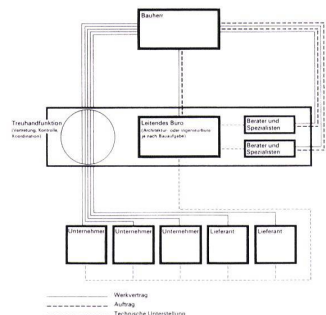 Bauherr
Treuhandfunktion
(Vertretung, Kontrolle,
Koordination)
Leitendes Büro
(Architektur- oder Ingenieurbüro
je nach Bauaufgabe)
Berater und
Spezialisten
Berater und
Spezialisten
Unternehmer
Unternehmer
Unternehmer
Lieferant
Lieferant
Werkvertrag
Auftrag
Technische Unterstellung